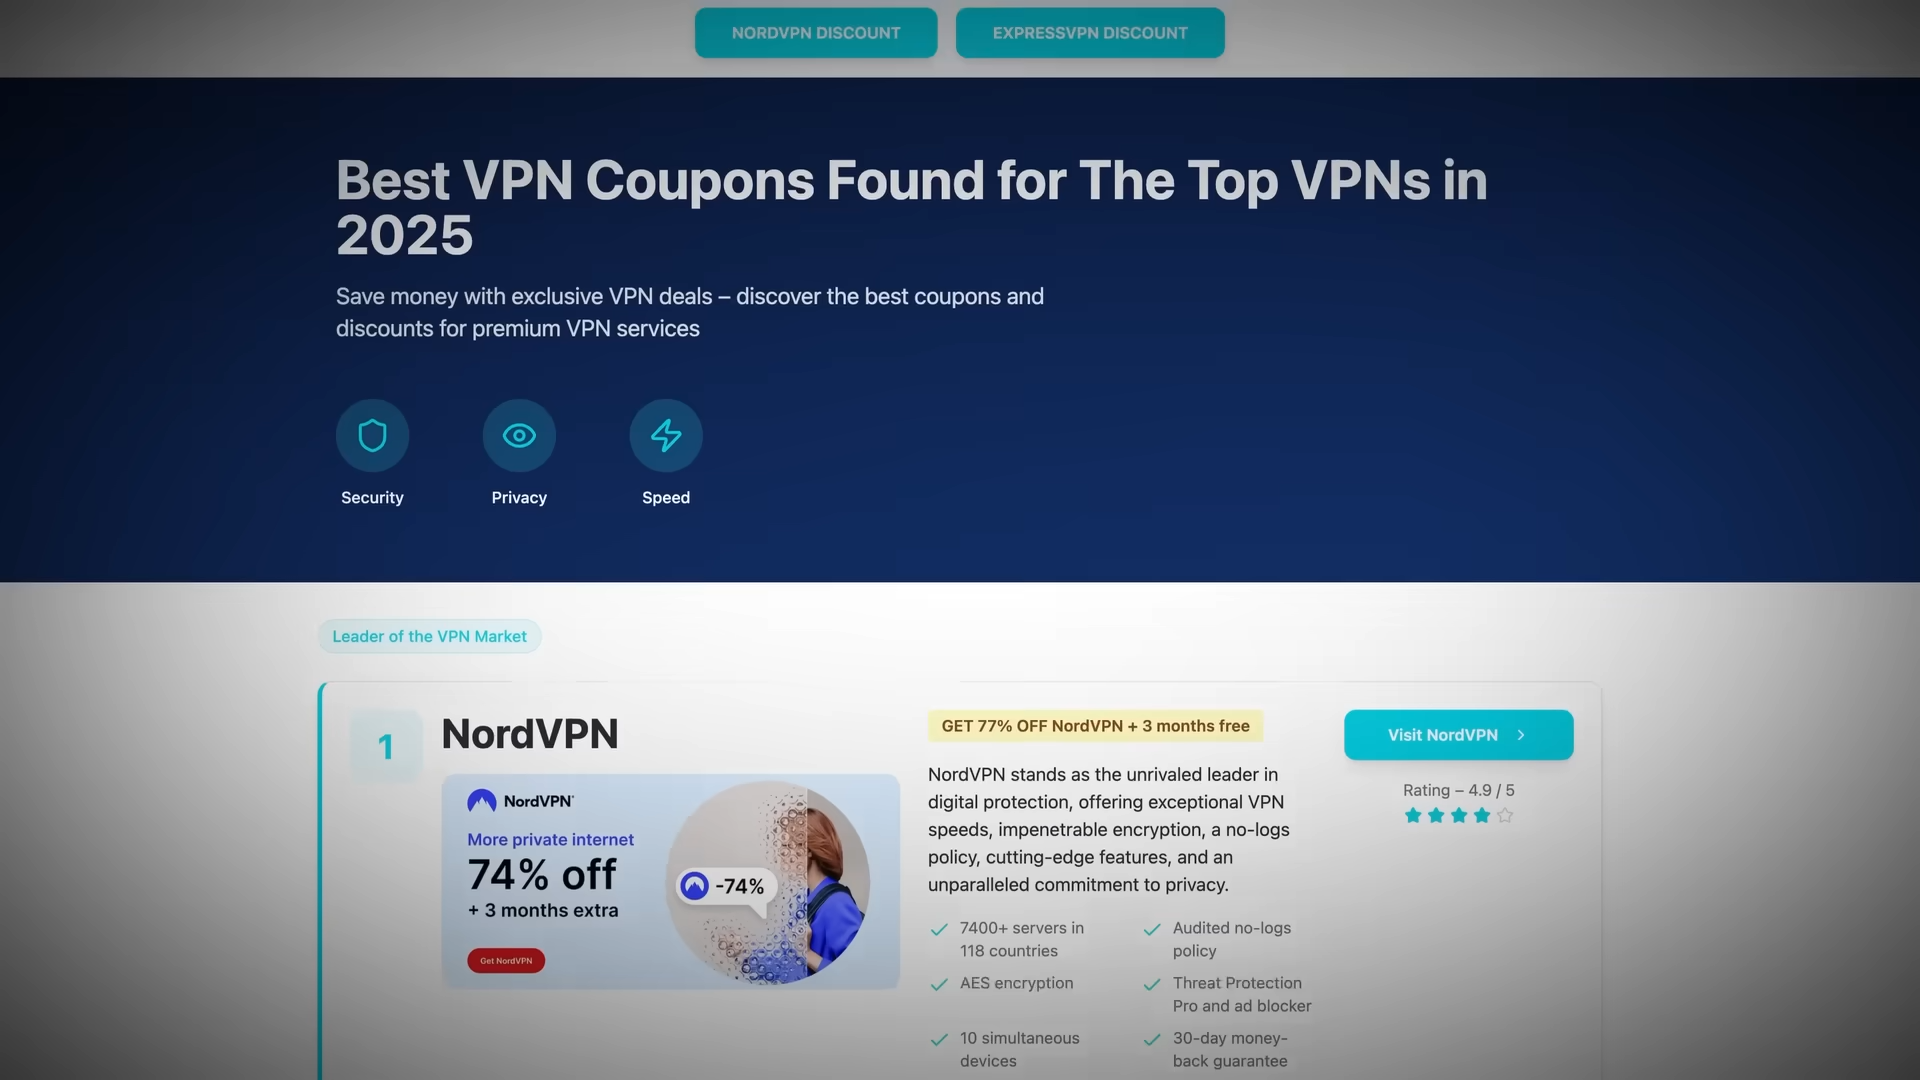 NORDVPN DISCOUNT
EXPRESSVPN DISCOUNT
Best VPN Coupons Found for The Top VPNs in
2025
Save money with exclusive VPN deals – discover the best coupons and
discounts for premium VPN services
Security
Privacy
Speed
Leader of the VPN Market
1
NordVPN
NordVPN
More private internet
74% off
+ 3 months extra
Get NordVPN
-74%
GET 77% OFF NordVPN + 3 months free
NordVPN stands as the unrivaled leader in
digital protection, offering exceptional VPN
speeds, impenetrable encryption, a no-logs
policy, cutting-edge features, and an
unparalleled commitment to privacy.
7400+ servers in
118 countries
Audited no-logs
policy
AES encryption
Threat Protection
Pro and ad blocker
10 simultaneous
devices
30-day money-
back guarantee
Visit NordVPN
Rating – 4.9 / 5